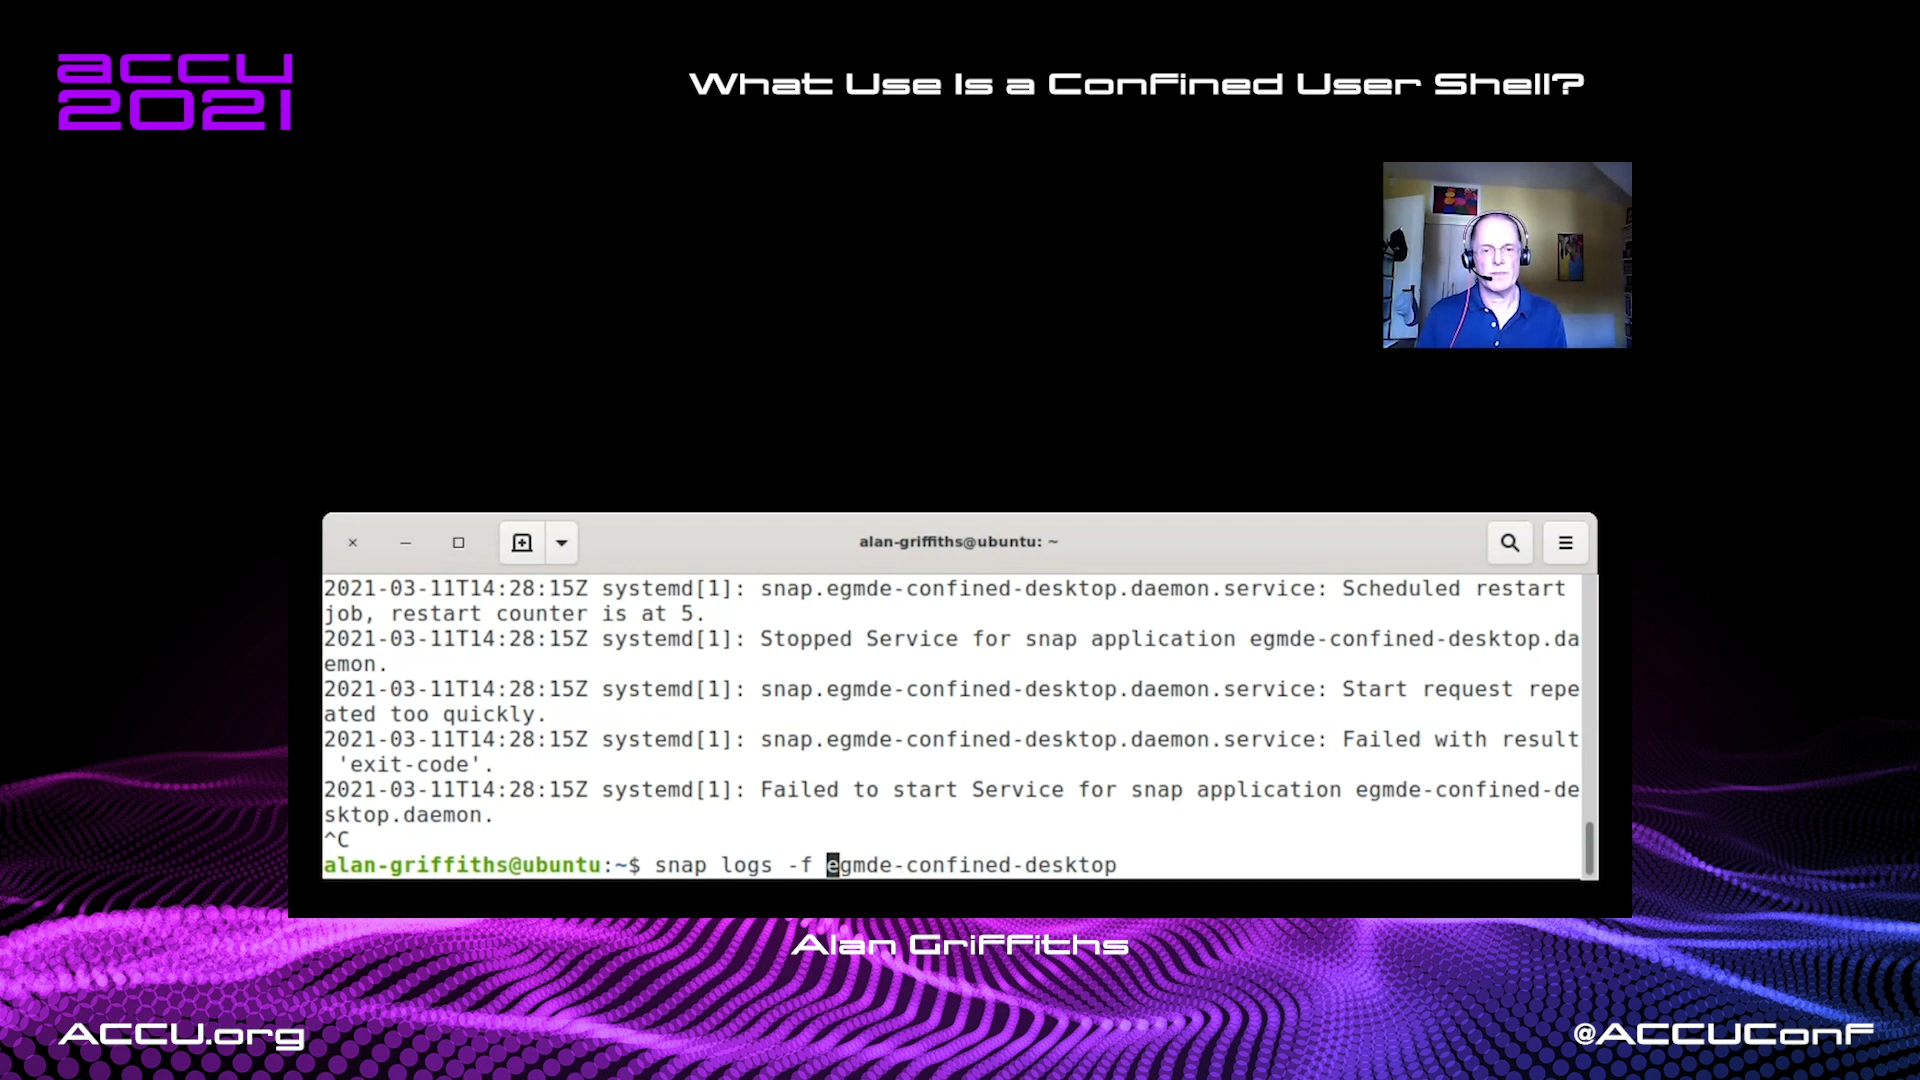 accu
2021
What Use Is a Confined User Shell?
alan-griffiths@ubuntu: ~
2021-03-11T14:28:15Z systemd[1]: snap.egmde-confined-desktop.daemon.service: Scheduled restart
job, restart counter is at 5.
2021-03-11T14:28:15Z systemd[1]: Stopped Service for snap application egmde-confined-desktop.da
emon.
2021-03-11T14:28:15Z systemd[1]: snap.egmde-confined-desktop.daemon.service: Start request repe
ated too quickly.
2021-03-11T14:28:15Z systemd[1]: snap.egmde-confined-desktop.daemon.service: Failed with result
'exit-code'.
2021-03-11T14:28:15Z systemd[1]: Failed to start Service for snap application egmde-confined-de
sktop.daemon.
^C
alan-griffiths@ubuntu:~$ snap logs -f egmde-confined-desktop
Alan Griffiths
ACCU.org
@ACCUConf